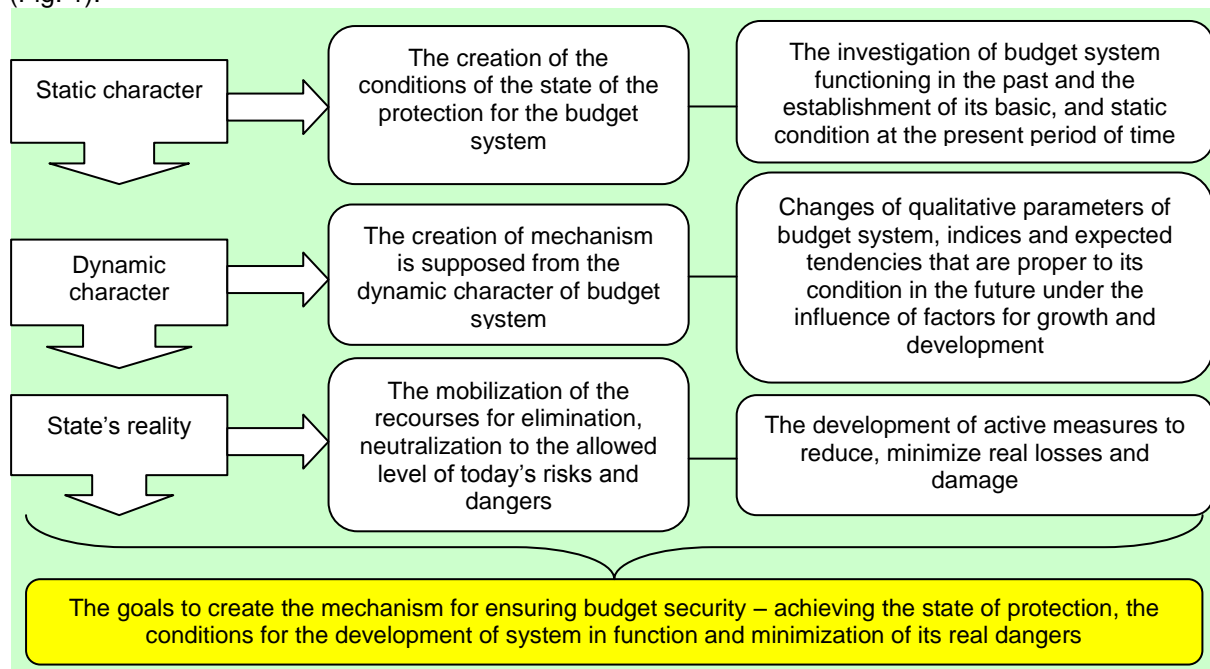 (Fig. 1).
Static character
The creation of the
conditions of the state of the
protection for the budget
system
The investigation of budget system
functioning in the past and the
establishment of its basic, and static
condition at the present period of time
Dynamic
character
The creation of mechanism
is supposed from the
dynamic character of budget
system
Changes of qualitative parameters of
budget system, indices and expected
tendencies that are proper to its
condition in the future under the
influence of factors for growth and
development
State’s reality
The mobilization of the
recourses for elimination,
neutralization to the allowed
level of today’s risks and
dangers
The development of active measures to
reduce, minimize real losses and
damage
The goals to create the mechanism for ensuring budget security – achieving the state of protection, the
conditions for the development of system in function and minimization of its real dangers